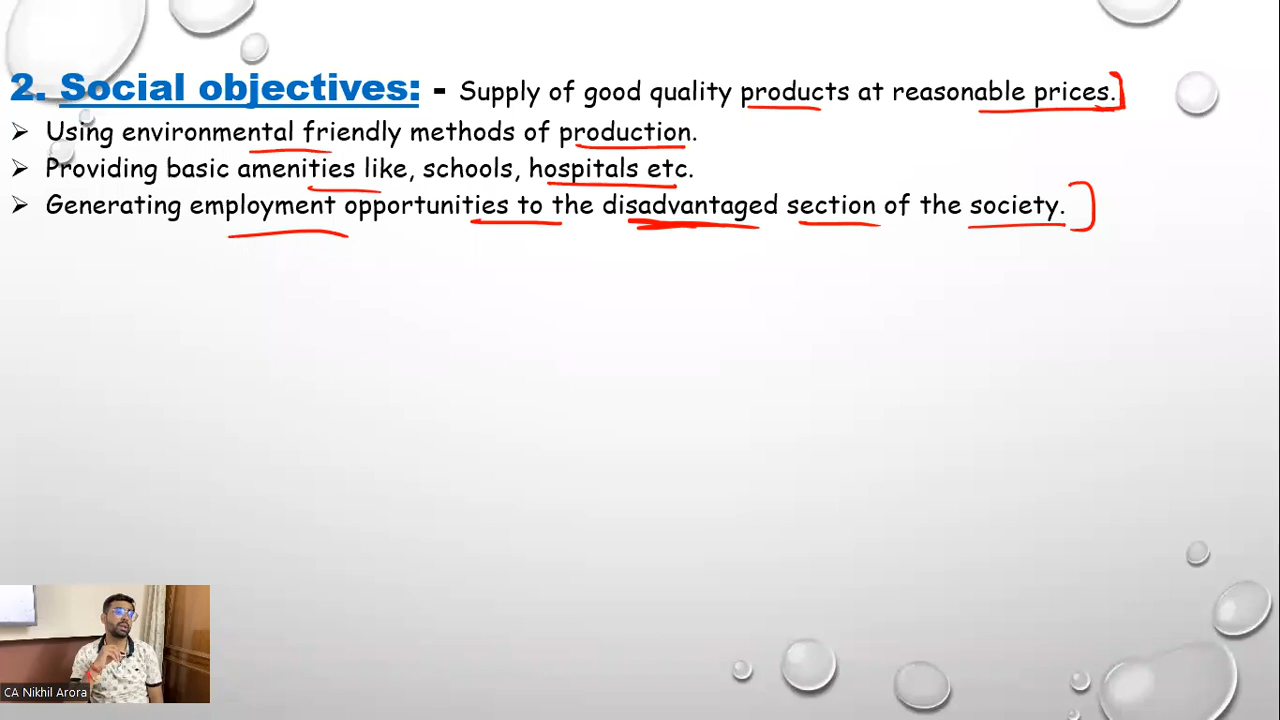 2. Social objectives: - Supply of good quality products at reasonable prices.
➢ Using environmental friendly methods of production.
➢ Providing basic amenities like, schools, hospitals etc.
➢ Generating employment opportunities to the disadvantaged section of the society.
CA Nikhil Arora